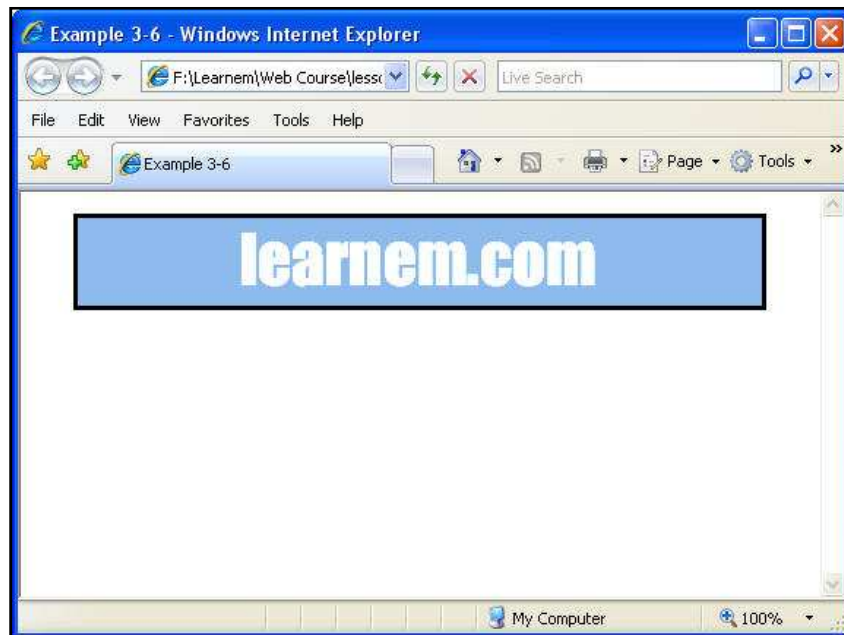 Example 3-6 - Windows Internet Explorer
F:\Learnem\Web Course\less
Live Search
File Edit View Favorites Tools Help
Example 3-6
Page Tools »
learnem.com
My Computer 100%